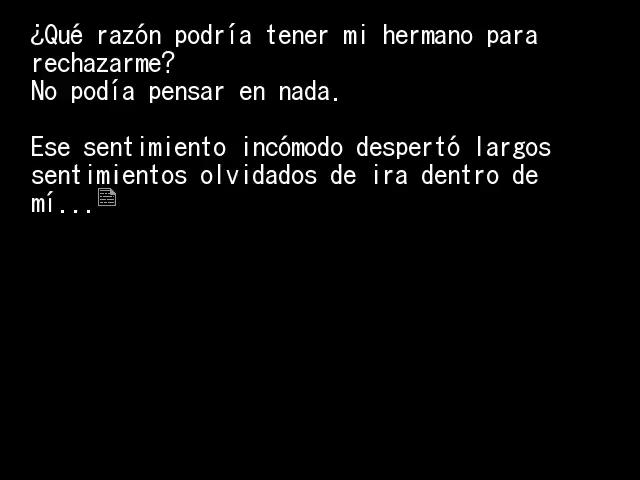 ¿Qué razón podría tener mi hermano para
rechazarme?
No podía pensar en nada.
Ese sentimiento incómodo despertó largos
sentimientos olvidados de ira dentro de
mí...